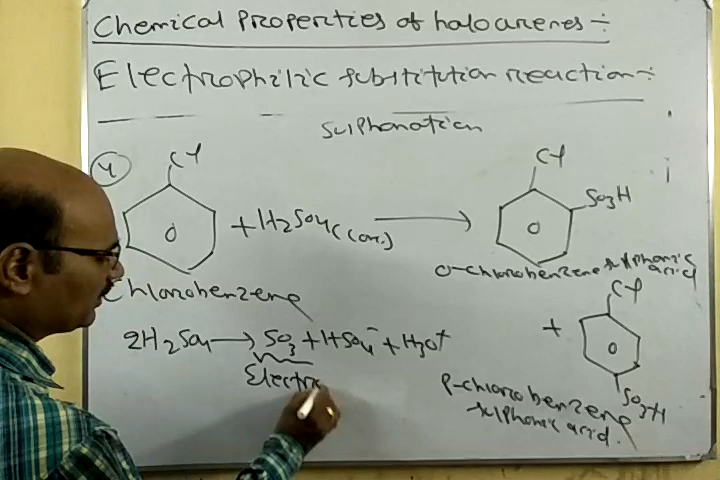 Chemical Properties of haloarenes ÷
Electrophilic substitution reaction ÷
Sulphonation
4
Cl
+ H2SO4 (con.) →
Cl
SO3H
Chlorobenzene
o-chlorobenzene sulphonic
acid
2H2SO4 → SO3 + HSO4- + H3O+
Electro
+
Cl
SO3H
p-chlorobenzene
sulphonic acid.